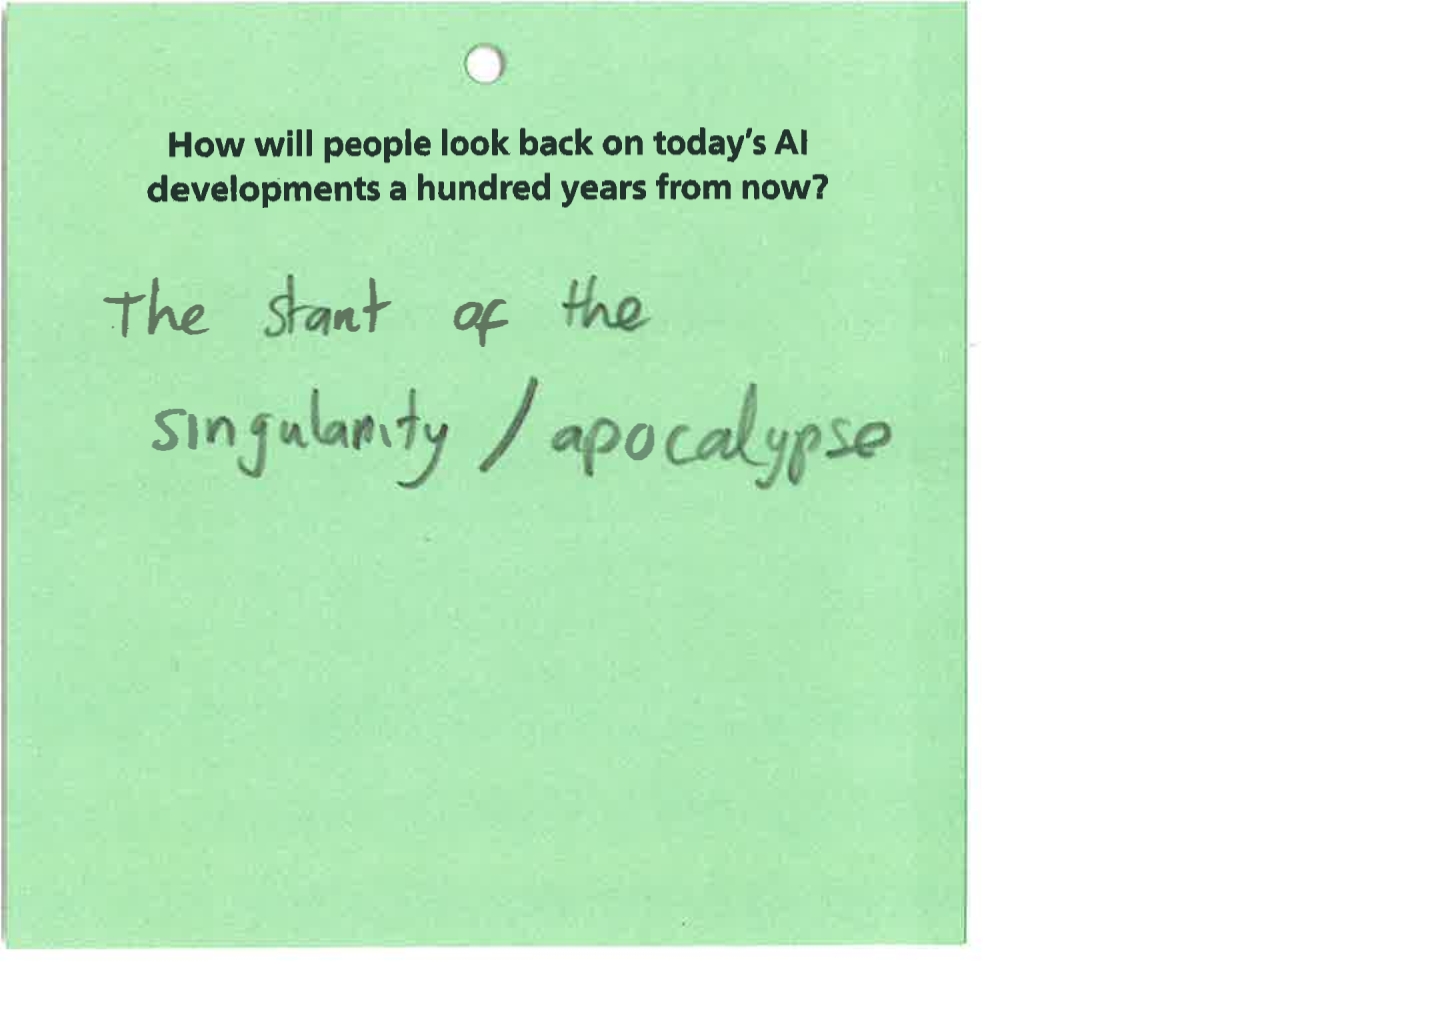 How will people look back on today's AI
developments a hundred years from now?
The start of the
singularity / apocalypse